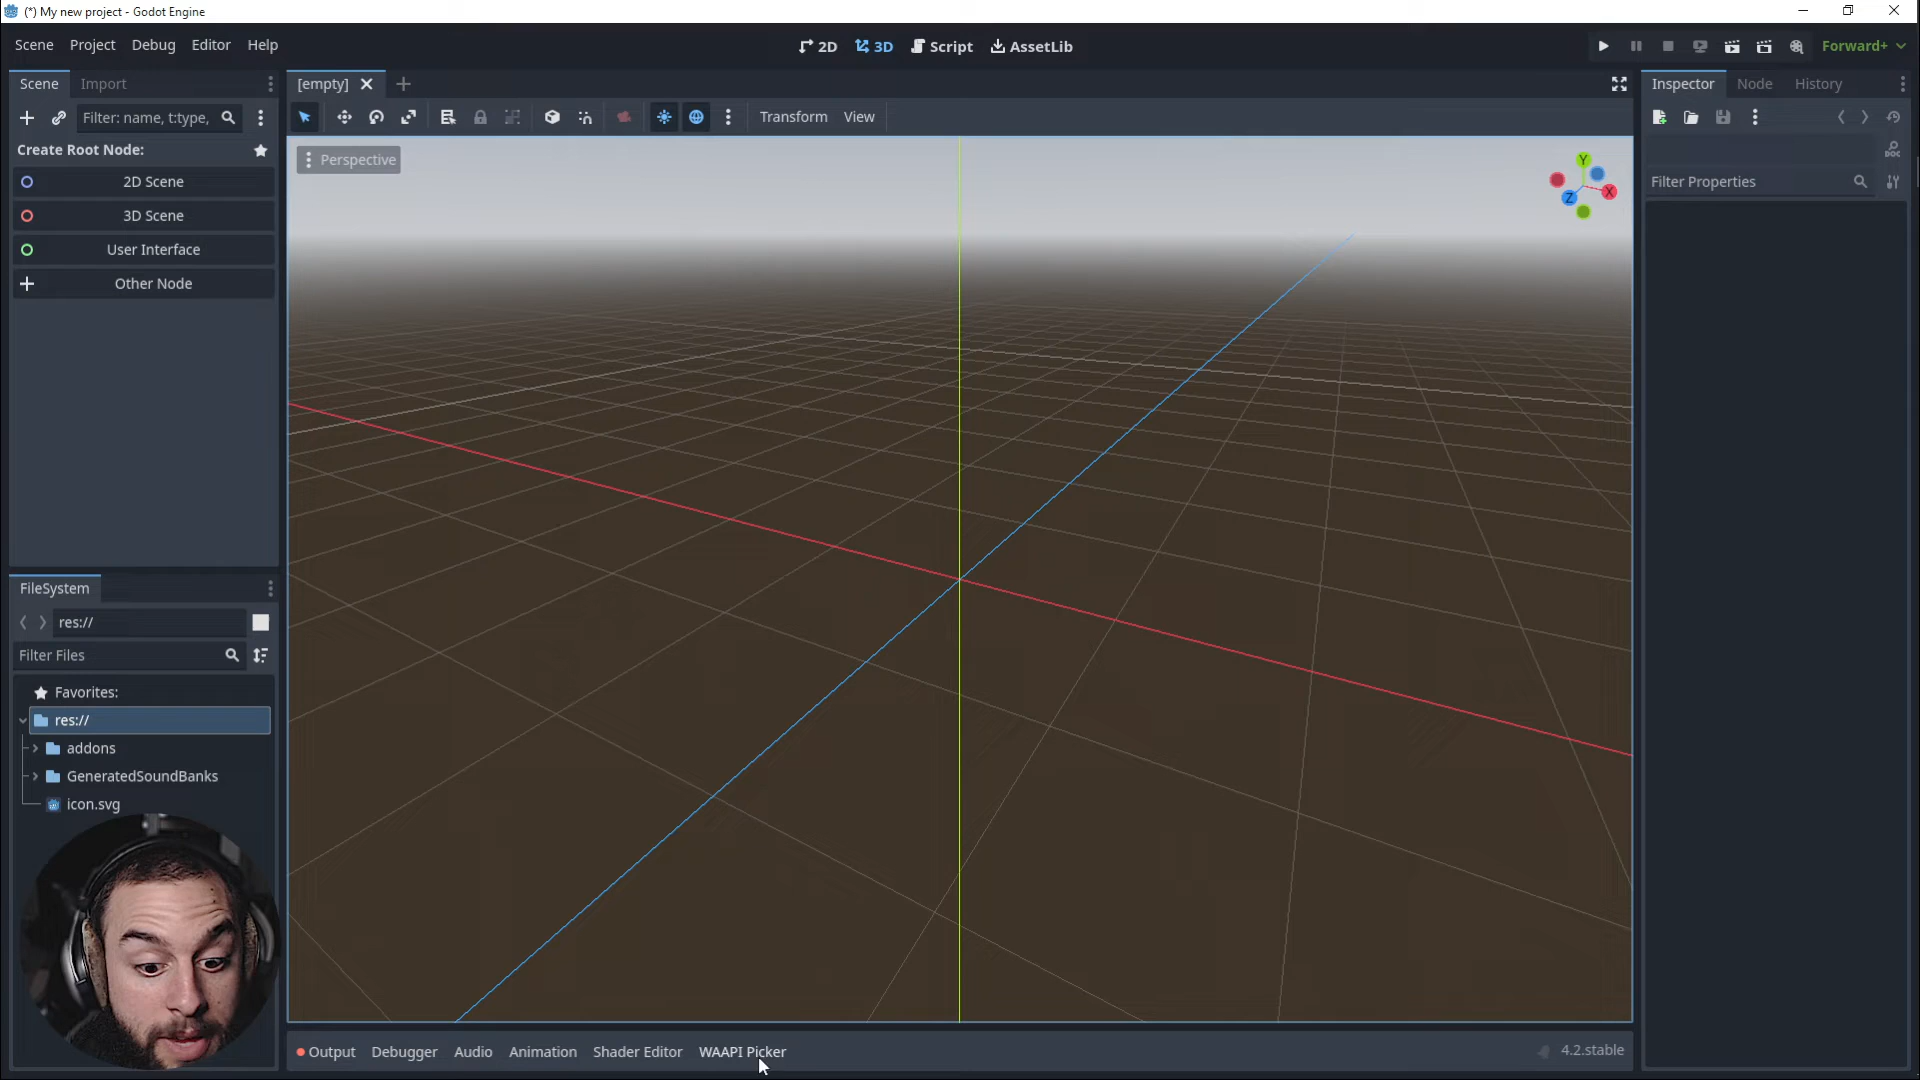 (*) My new project - Godot Engine
Scene Project Debug Editor Help
2D 3D Script AssetLib
Forward+
Scene Import
[empty]
Inspector Node History
Filter: name, t:type,
Transform View
Create Root Node:
Perspective
2D Scene
3D Scene
User Interface
Other Node
Y
X
Z
DOC
Filter Properties
FileSystem
res://
Filter Files
Favorites:
res://
addons
GeneratedSoundBanks
icon.svg
Output Debugger Audio Animation Shader Editor WAAPI Picker
4.2.stable